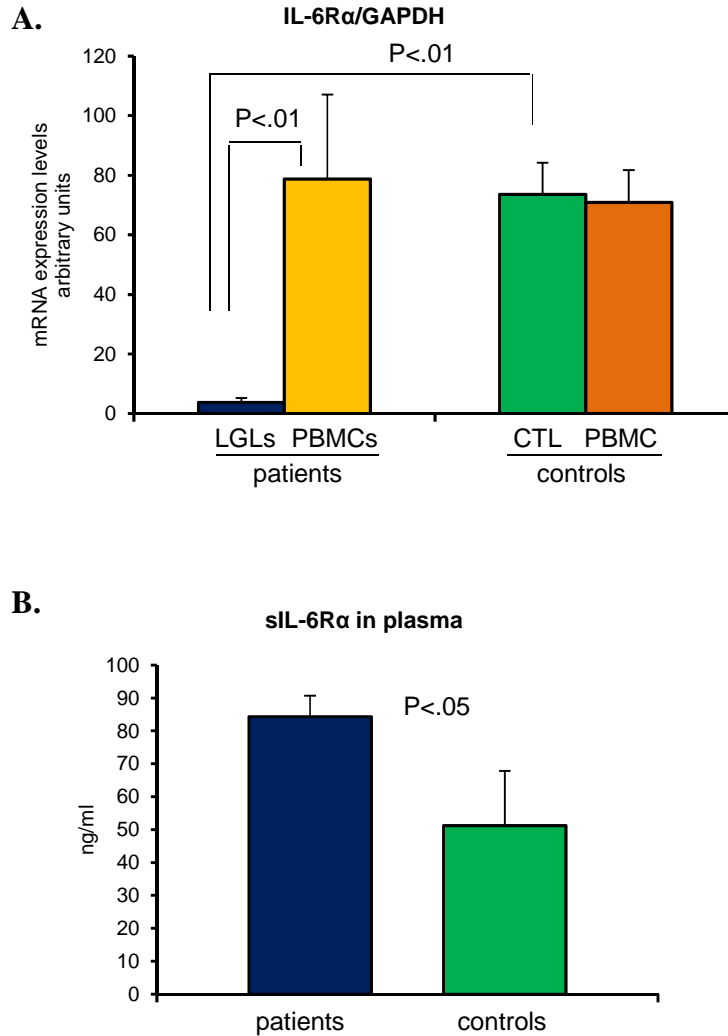 A.
IL-6Rα/GAPDH
mRNA expression levels
arbitrary units
120
100
80
60
40
20
0
P<.01
P<.01
LGLs PBMCs CTL PBMC
patients controls
B.
sIL-6Rα in plasma
ng/ml
100
90
80
70
60
50
40
30
20
10
0
P<.05
patients controls